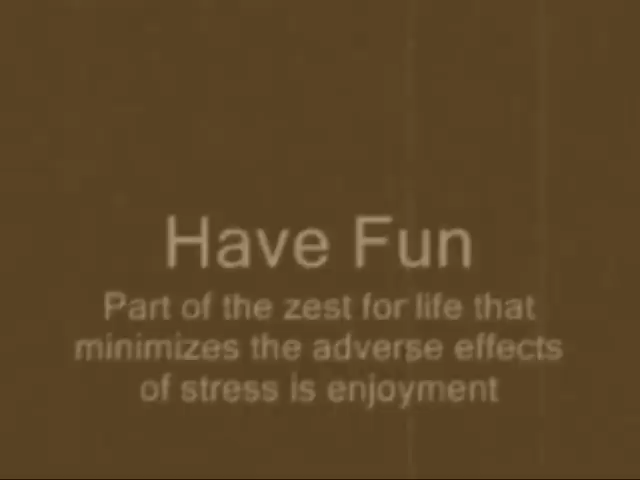 Have Fun
Part of the zest for life that
minimizes the adverse effects
of stress is enjoyment